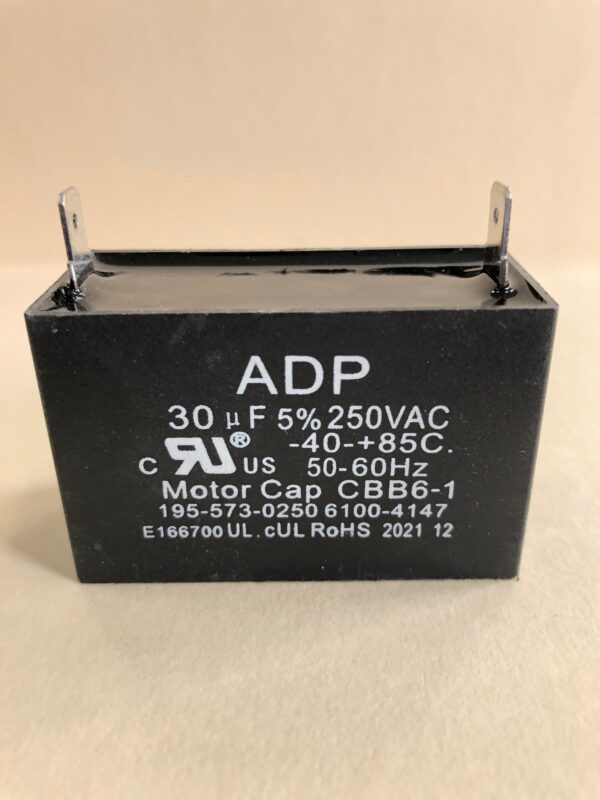 ADP
30 μF 5% 250VAC
-40-+85C.
C RU® US 50-60Hz
Motor Cap CBB6-1
195-573-0250 6100-4147
E166700 UL . cUL RoHS 2021 12